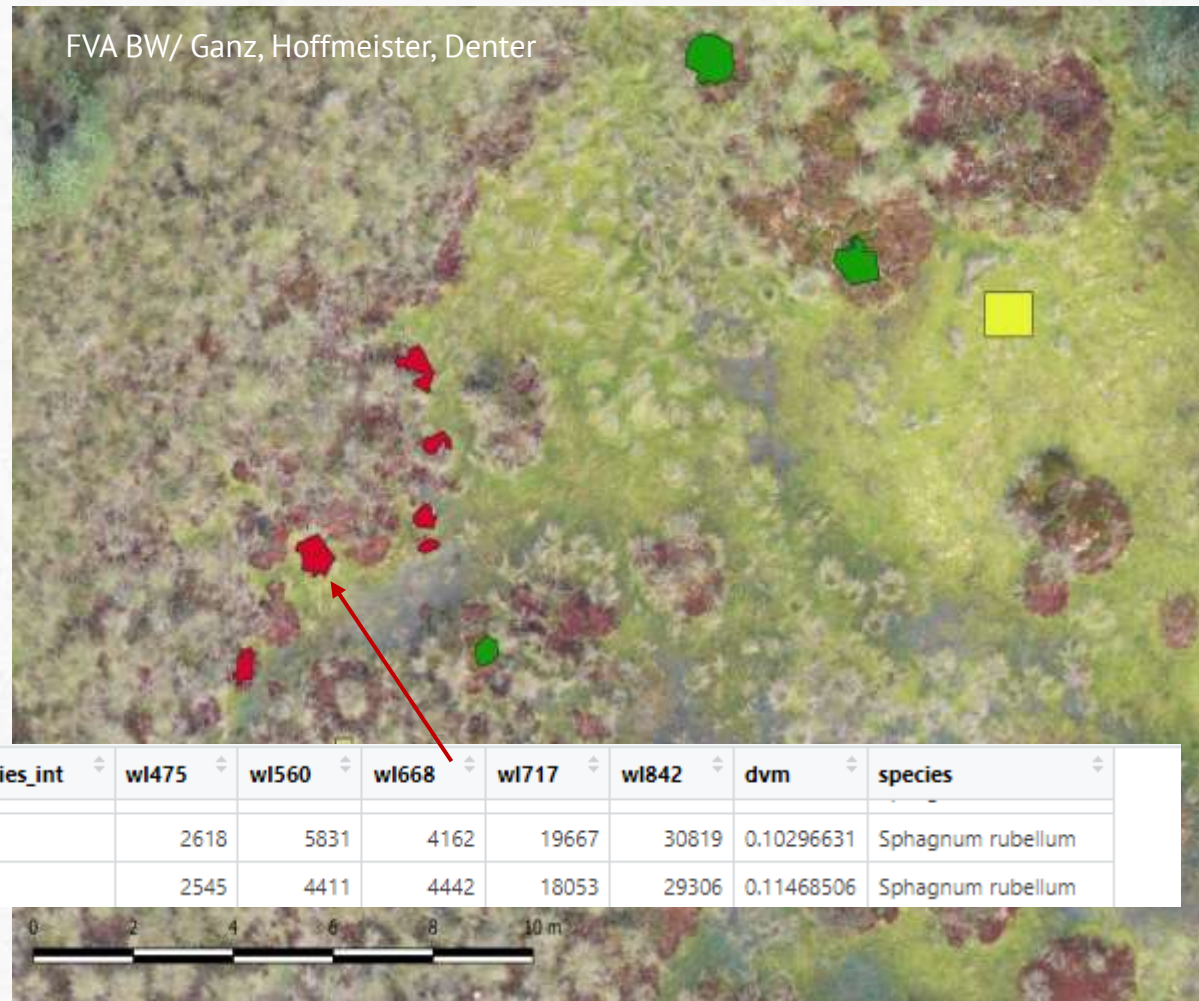 FVA BW/ Ganz, Hoffmeister, Denter
ies_int wl475 wl560 wl668 wl717 wl842 dvm species
2618 5831 4162 19667 30819 0.10296631 Sphagnum rubellum
2545 4411 4442 18053 29306 0.11468506 Sphagnum rubellum
0 2 4 6 8 10 m